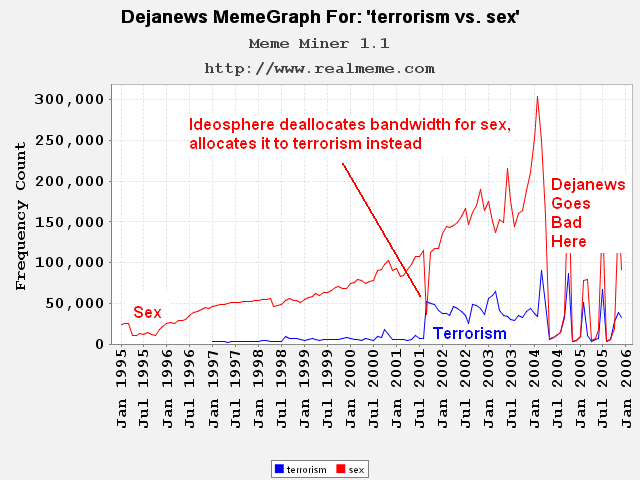 Dejanews MemeGraph For: 'terrorism vs. sex'
Meme Miner 1.1
http://www.realmeme.com
Frequency Count
300,000
250,000
200,000
150,000
100,000
50,000
0
Ideosphere deallocates bandwidth for sex,
allocates it to terrorism instead
Dejanews
Goes
Bad
Here
Sex
Terrorism
Jan 1995
Jul 1995
Jan 1996
Jul 1996
Jan 1997
Jul 1997
Jan 1998
Jul 1998
Jan 1999
Jul 1999
Jan 2000
Jul 2000
Jan 2001
Jul 2001
Jan 2002
Jul 2002
Jan 2003
Jul 2003
Jan 2004
Jul 2004
Jan 2005
Jul 2005
Jan 2006
terrorism sex